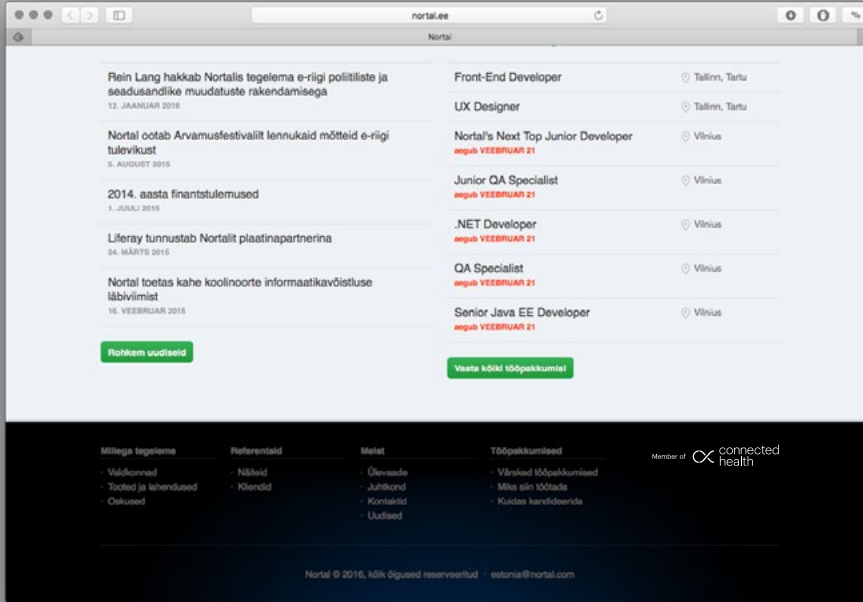 nortal.ee
Nortal
Rein Lang hakkab Nortalis tegelema e-riigi poliitiliste ja
seadusandlike muudatuste rakendamisega
12. JAANUAR 2016
Nortal ootab Arvamusfestivalilt lennukaid mõtteid e-riigi
tulevikust
5. AUGUST 2015
2014. aasta finantstulemused
1. JUULI 2015
Liferay tunnustab Nortalit plaatinapartnerina
24. MÄRTS 2015
Nortal toetas kahe koolinoorte informaatikavõistluse
läbiviimist
16. VEEBRUAR 2015
Rohkem uudiseid
Front-End Developer Tallinn, Tartu
UX Designer Tallinn, Tartu
Nortal's Next Top Junior Developer Vilnius
aegub VEEBRUAR 21
Junior QA Specialist Vilnius
aegub VEEBRUAR 21
.NET Developer Vilnius
aegub VEEBRUAR 21
QA Specialist Vilnius
aegub VEEBRUAR 21
Senior Java EE Developer Vilnius
aegub VEEBRUAR 21
Vaata kõiki tööpakkumisi
Millega tegeleme
Valdkonnad
Tooted ja lahendused
Oskused
Referentsid
Näiteid
Kliendid
Meist
Ülevaade
Juhtkond
Kontaktid
Uudised
Tööpakkumised
Värsked tööpakkumised
Miks siin töötada
Kuidas kandideerida
Member of connected
health
Nortal © 2016, kõik õigused reserveeritud - estonia@nortal.com